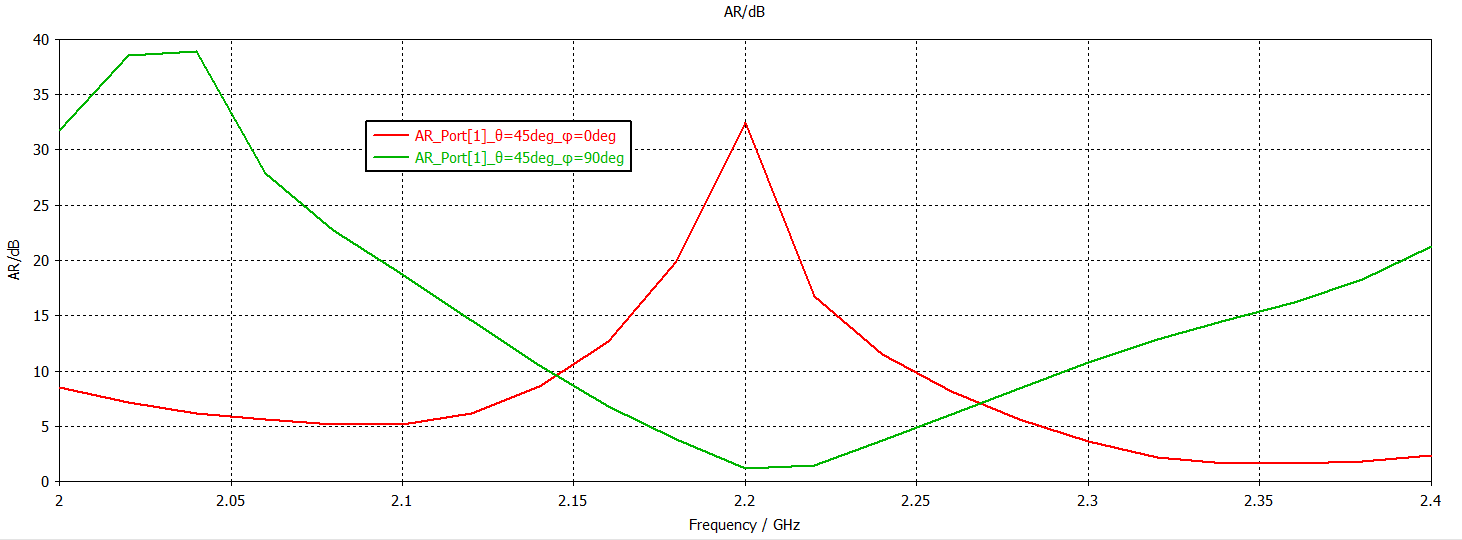 AR/dB
40
35
30
25
20
15
10
5
0
AR/dB
AR_Port[1]_θ=45deg_φ=0deg
AR_Port[1]_θ=45deg_φ=90deg
2 2.05 2.1 2.15 2.2 2.25 2.3 2.35 2.4
Frequency / GHz